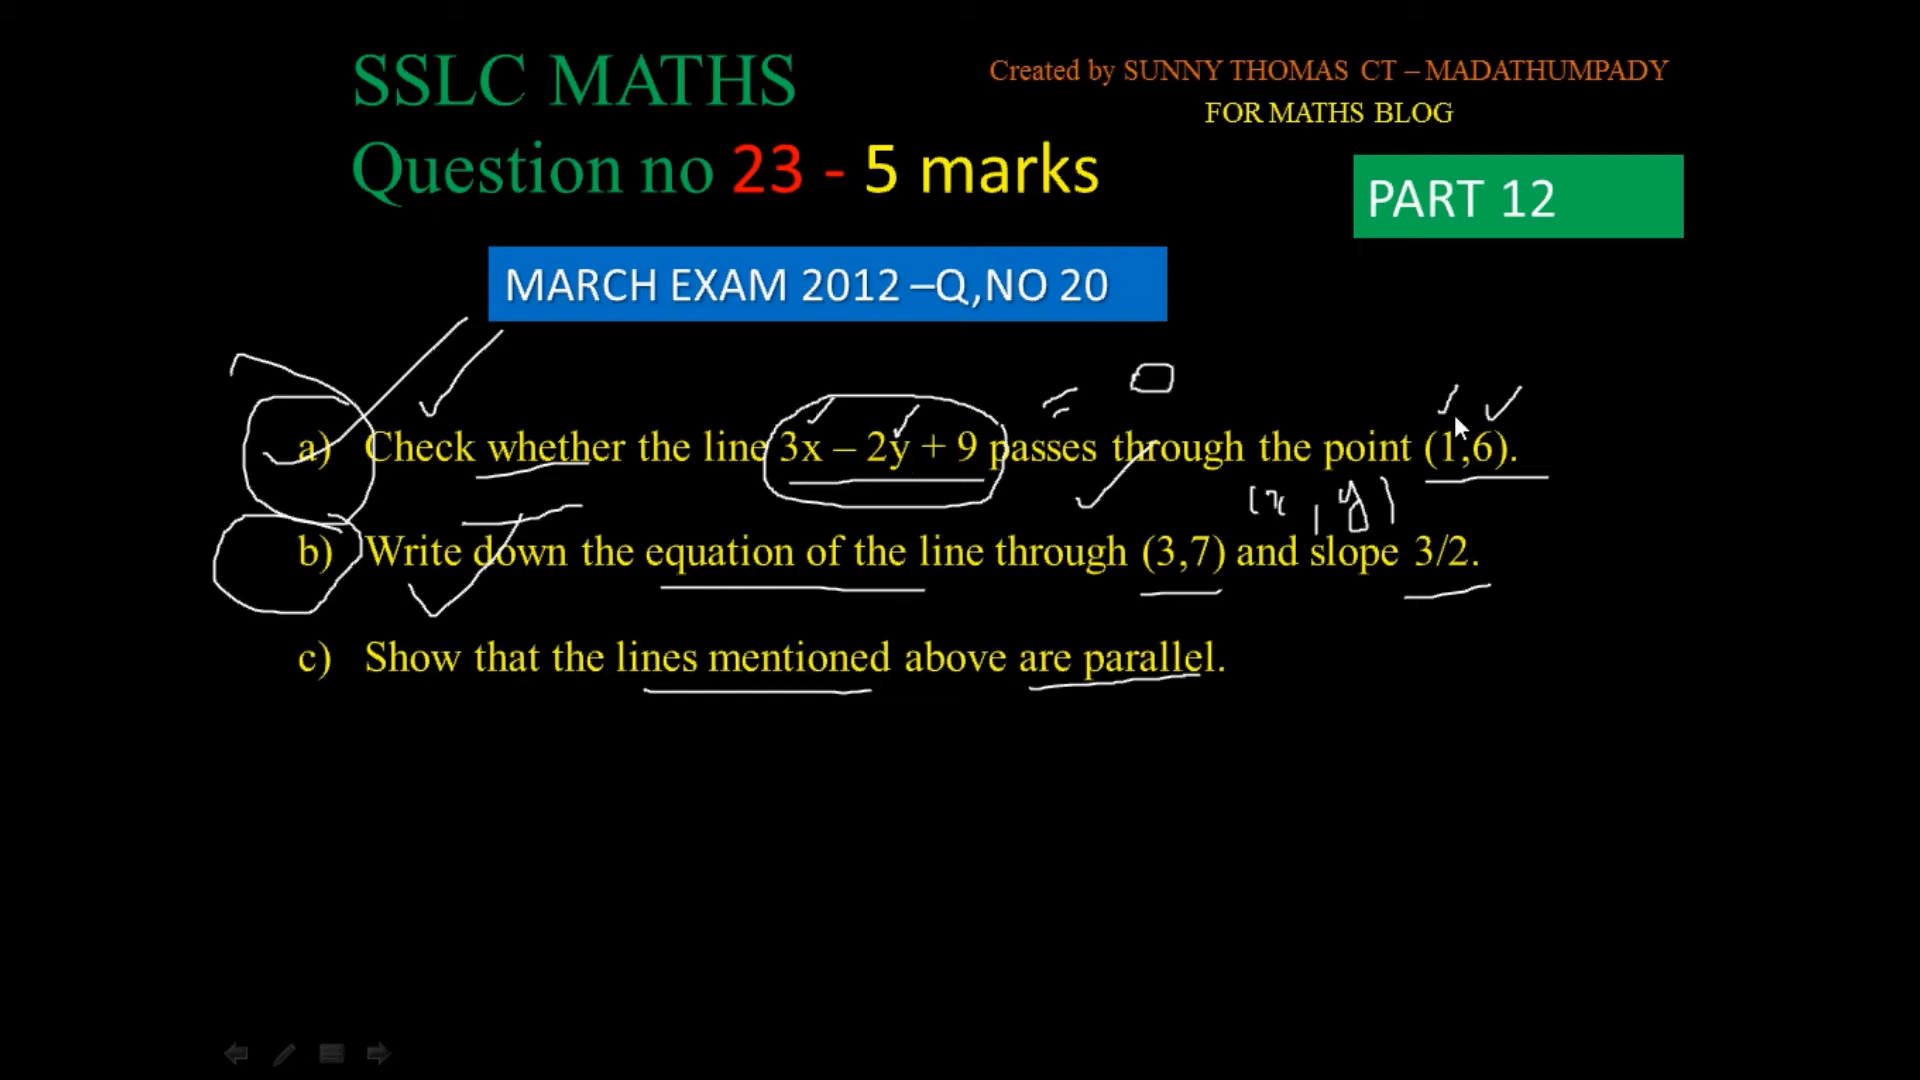 SSLC MATHS
Created by SUNNY THOMAS CT – MADATHUMPADY
FOR MATHS BLOG
Question no 23 - 5 marks
PART 12
MARCH EXAM 2012 –Q,NO 20
= 0
a) Check whether the line 3x – 2y + 9 passes through the point (1,6).
(x , y)
b) Write down the equation of the line through (3,7) and slope 3/2.
c) Show that the lines mentioned above are parallel.